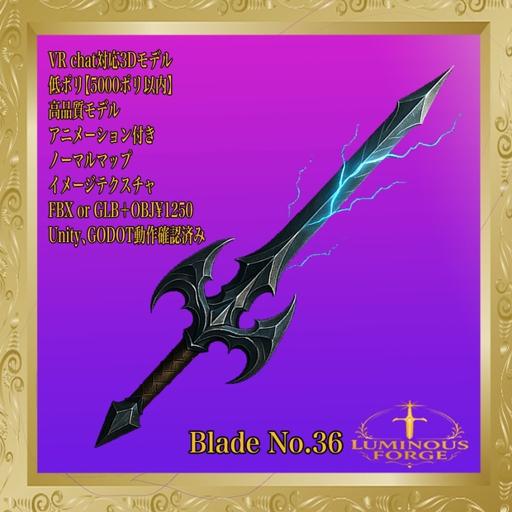 VR chat対応3Dモデル
低ポリ【5000ポリ以内】
高品質モデル
アニメーション付き
ノーマルマップ
イメージテクスチャ
FBX or GLB+OBJ¥1250
Unity、GODOT動作確認済み
Blade No.36
LUMINOUS
FORGE